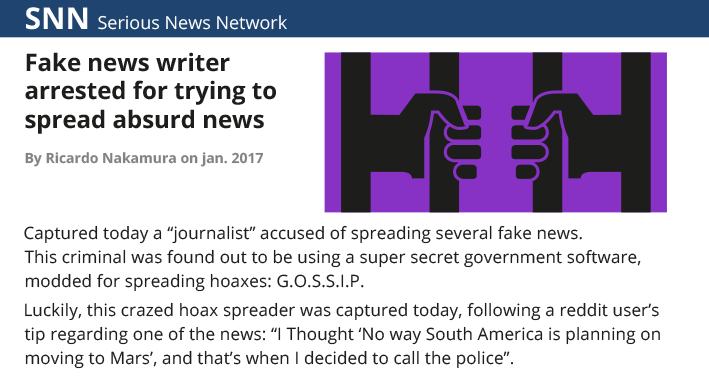 SNN Serious News Network
Fake news writer
arrested for trying to
spread absurd news
By Ricardo Nakamura on jan. 2017
Captured today a “journalist” accused of spreading several fake news.
This criminal was found out to be using a super secret government software,
modded for spreading hoaxes: G.O.S.S.I.P.
Luckily, this crazed hoax spreader was captured today, following a reddit user’s
tip regarding one of the news: “I Thought ‘No way South America is planning on
moving to Mars’, and that’s when I decided to call the police”.